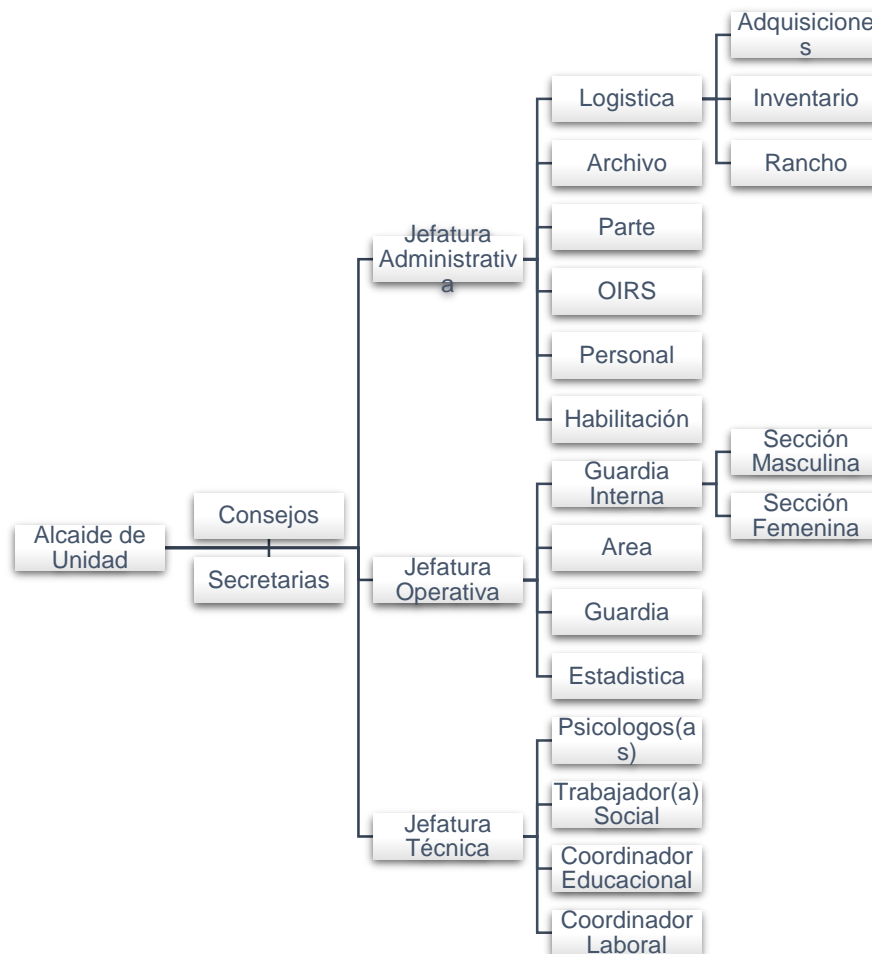 Alcaide de
Unidad
Consejos
Secretarias
Jefatura
Administrativ
a
Logistica
Adquisicione
s
Inventario
Rancho
Archivo
Parte
OIRS
Personal
Habilitación
Jefatura
Operativa
Guardia
Interna
Sección
Masculina
Sección
Femenina
Area
Guardia
Estadistica
Jefatura
Técnica
Psicologos(a
s)
Trabajador(a)
Social
Coordinador
Educacional
Coordinador
Laboral